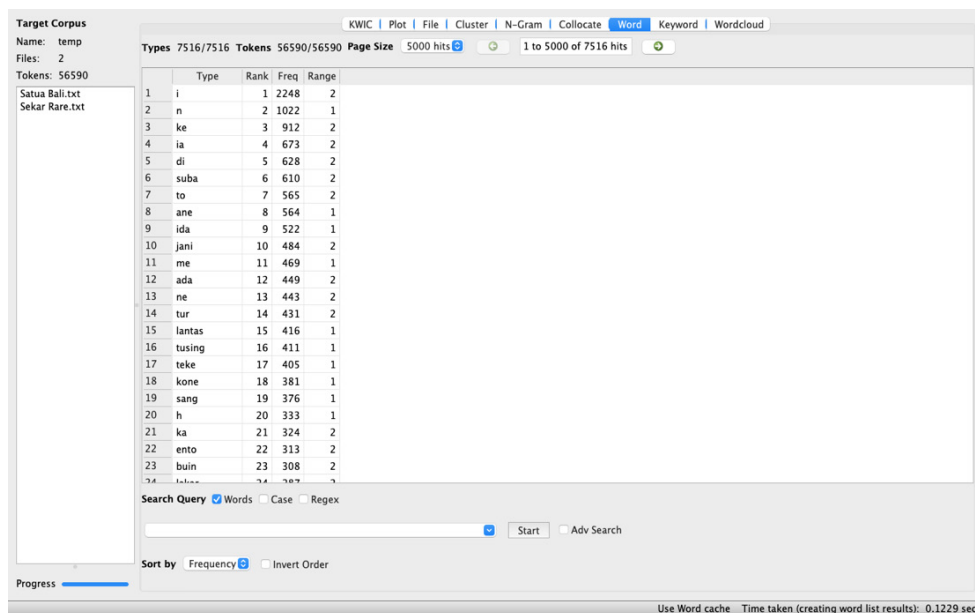 Target Corpus
Name: temp
Files: 2
Tokens: 56590
Satua Bali.txt
Sekar Rare.txt
Progress
KWIC Plot File Cluster N-Gram Collocate Word Keyword Wordcloud
Types 7516/7516 Tokens 56590/56590 Page Size 5000 hits 1 to 5000 of 7516 hits
Type Rank Freq Range
1 i 1 2248 2
2 n 2 1022 1
3 ke 3 912 2
4 ia 4 673 2
5 di 5 628 2
6 suba 6 610 2
7 to 7 565 2
8 ane 8 564 1
9 ida 9 522 1
10 jani 10 484 2
11 me 11 469 1
12 ada 12 449 2
13 ne 13 443 2
14 tur 14 431 2
15 lantas 15 416 1
16 tusing 16 411 1
17 teke 17 405 1
18 kone 18 381 1
19 sang 19 376 1
20 h 20 333 1
21 ka 21 324 2
22 ento 22 313 2
23 buin 23 308 2
Search Query Words Case Regex
Start Adv Search
Sort by Frequency Invert Order
Use Word cache Time taken (creating word list results): 0.1229 sec